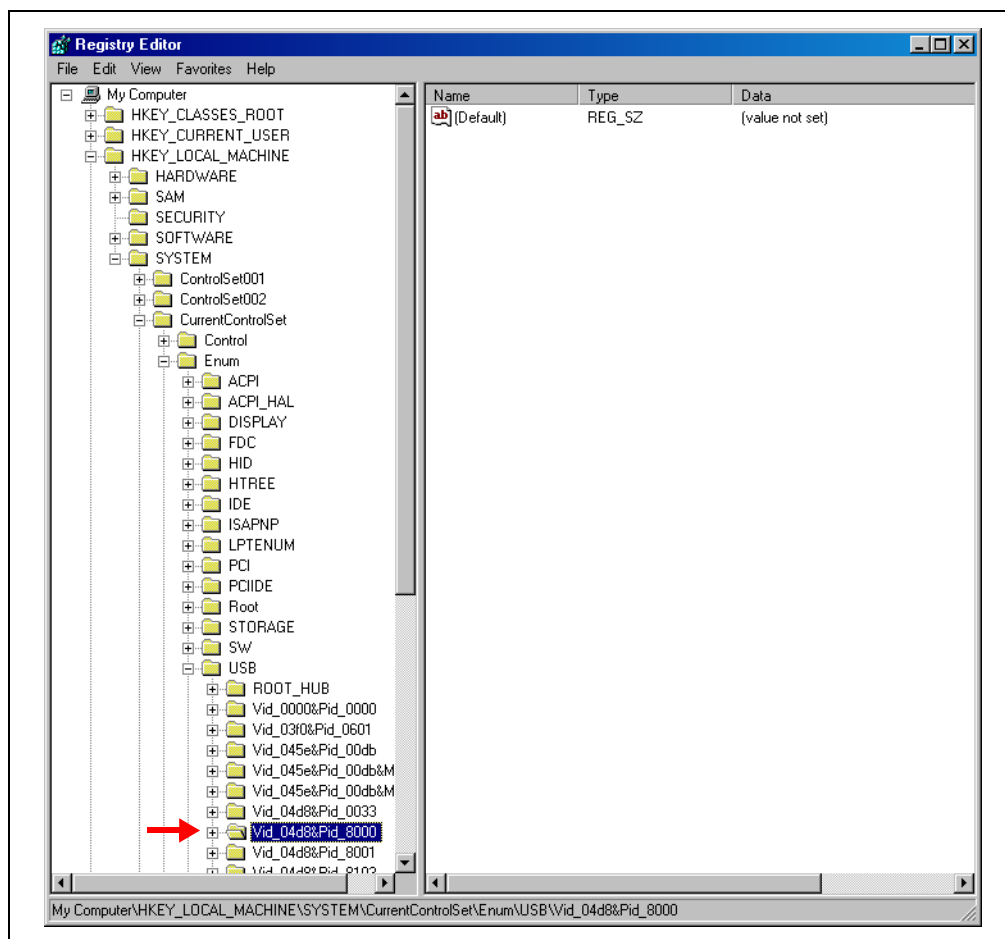 Registry Editor
File Edit View Favorites Help
My Computer
HKEY_CLASSES_ROOT
HKEY_CURRENT_USER
HKEY_LOCAL_MACHINE
HARDWARE
SAM
SECURITY
SOFTWARE
SYSTEM
ControlSet001
ControlSet002
CurrentControlSet
Control
Enum
ACPI
ACPI_HAL
DISPLAY
FDC
HID
HTREE
IDE
ISAPNP
LPTENUM
PCI
PCIIDE
Root
STORAGE
SW
USB
ROOT_HUB
Vid_0000&Pid_0000
Vid_03f0&Pid_0601
Vid_045e&Pid_00db
Vid_045e&Pid_00db&M
Vid_045e&Pid_00db&M
Vid_04d8&Pid_0033
Vid_04d8&Pid_8000
Vid_04d8&Pid_8001
Name Type Data
ab (Default) REG_SZ (value not set)
My Computer\HKEY_LOCAL_MACHINE\SYSTEM\CurrentControlSet\Enum\USB\Vid_04d8&Pid_8000